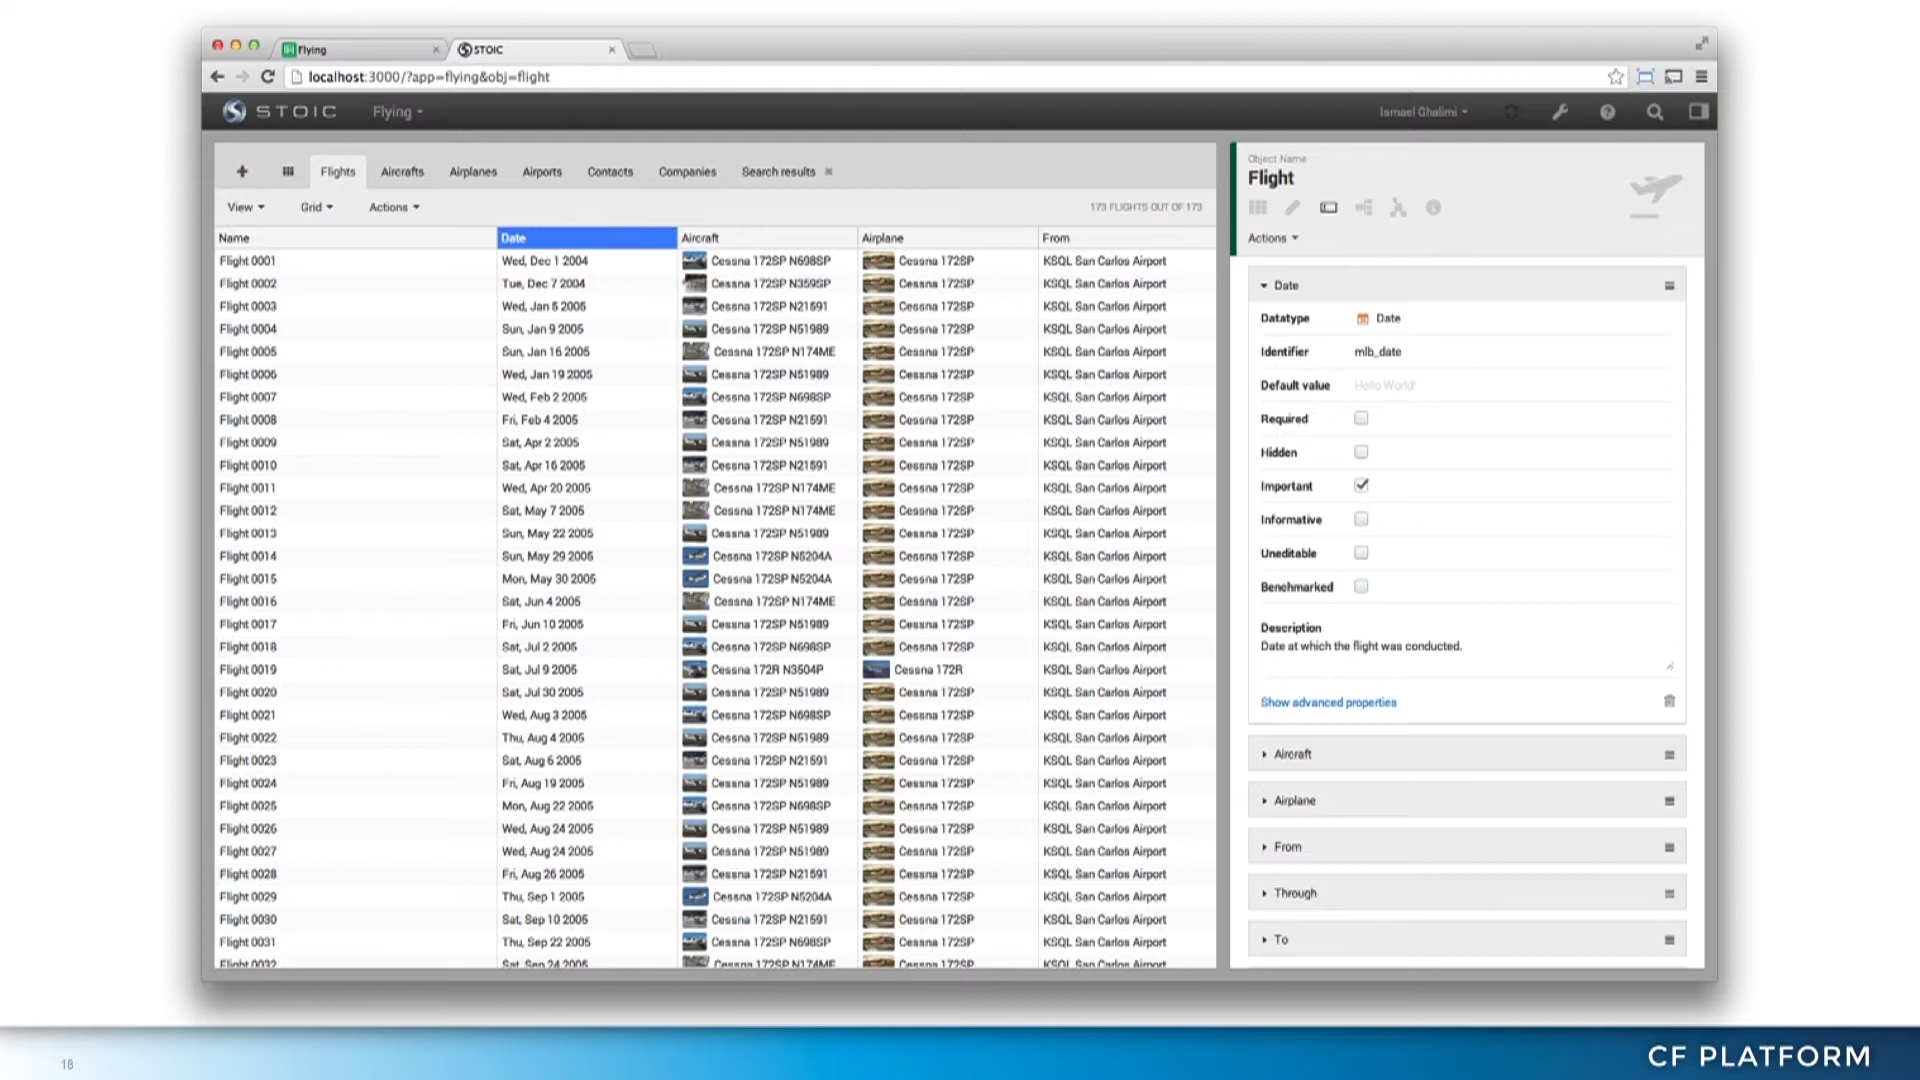 Flying
STOIC
localhost:3000/?app=flying&obj=flight
STOIC Flying Ismael Ghalimi
Flights Aircrafts Airplanes Airports Contacts Companies Search results
View Grid Actions 173 FLIGHTS OUT OF 173
Name Date Aircraft Airplane From
Flight 0001 Wed, Dec 1 2004 Cessna 172SP N698SP Cessna 172SP KSQL San Carlos Airport
Flight 0002 Tue, Dec 7 2004 Cessna 172SP N359SP Cessna 172SP KSQL San Carlos Airport
Flight 0003 Wed, Jan 5 2005 Cessna 172SP N21591 Cessna 172SP KSQL San Carlos Airport
Flight 0004 Sun, Jan 9 2005 Cessna 172SP N51989 Cessna 172SP KSQL San Carlos Airport
Flight 0005 Sun, Jan 16 2005 Cessna 172SP N174ME Cessna 172SP KSQL San Carlos Airport
Flight 0006 Wed, Jan 19 2005 Cessna 172SP N51989 Cessna 172SP KSQL San Carlos Airport
Flight 0007 Wed, Feb 2 2005 Cessna 172SP N698SP Cessna 172SP KSQL San Carlos Airport
Flight 0008 Fri, Feb 4 2005 Cessna 172SP N21591 Cessna 172SP KSQL San Carlos Airport
Flight 0009 Sat, Apr 2 2005 Cessna 172SP N51989 Cessna 172SP KSQL San Carlos Airport
Flight 0010 Sat, Apr 16 2005 Cessna 172SP N21591 Cessna 172SP KSQL San Carlos Airport
Flight 0011 Wed, Apr 20 2005 Cessna 172SP N174ME Cessna 172SP KSQL San Carlos Airport
Flight 0012 Sat, May 7 2005 Cessna 172SP N174ME Cessna 172SP KSQL San Carlos Airport
Flight 0013 Sun, May 22 2005 Cessna 172SP N51989 Cessna 172SP KSQL San Carlos Airport
Flight 0014 Sun, May 29 2005 Cessna 172SP N5204A Cessna 172SP KSQL San Carlos Airport
Flight 0015 Mon, May 30 2005 Cessna 172SP N5204A Cessna 172SP KSQL San Carlos Airport
Flight 0016 Sat, Jun 4 2005 Cessna 172SP N174ME Cessna 172SP KSQL San Carlos Airport
Flight 0017 Fri, Jun 10 2005 Cessna 172SP N51989 Cessna 172SP KSQL San Carlos Airport
Flight 0018 Sat, Jul 2 2005 Cessna 172SP N698SP Cessna 172SP KSQL San Carlos Airport
Flight 0019 Sat, Jul 9 2005 Cessna 172R N3504P Cessna 172R KSQL San Carlos Airport
Flight 0020 Sat, Jul 30 2005 Cessna 172SP N51989 Cessna 172SP KSQL San Carlos Airport
Flight 0021 Wed, Aug 3 2005 Cessna 172SP N698SP Cessna 172SP KSQL San Carlos Airport
Flight 0022 Thu, Aug 4 2005 Cessna 172SP N51989 Cessna 172SP KSQL San Carlos Airport
Flight 0023 Sat, Aug 6 2005 Cessna 172SP N21591 Cessna 172SP KSQL San Carlos Airport
Flight 0024 Fri, Aug 19 2005 Cessna 172SP N51989 Cessna 172SP KSQL San Carlos Airport
Flight 0025 Mon, Aug 22 2005 Cessna 172SP N698SP Cessna 172SP KSQL San Carlos Airport
Flight 0026 Wed, Aug 24 2005 Cessna 172SP N51989 Cessna 172SP KSQL San Carlos Airport
Flight 0027 Wed, Aug 24 2005 Cessna 172SP N51989 Cessna 172SP KSQL San Carlos Airport
Flight 0028 Fri, Aug 26 2005 Cessna 172SP N21591 Cessna 172SP KSQL San Carlos Airport
Flight 0029 Thu, Sep 1 2005 Cessna 172SP N5204A Cessna 172SP KSQL San Carlos Airport
Flight 0030 Sat, Sep 10 2005 Cessna 172SP N21591 Cessna 172SP KSQL San Carlos Airport
Flight 0031 Thu, Sep 22 2005 Cessna 172SP N698SP Cessna 172SP KSQL San Carlos Airport
Flight 0032 Sat, Sep 24 2005 Cessna 172SP N174ME Cessna 172SP KSQL San Carlos Airport
Object Name
Flight
Actions
Date
Datatype Date
Identifier mlb_date
Default value Hello World!
Required
Hidden
Important
Informative
Uneditable
Benchmarked
Description
Date at which the flight was conducted.
Show advanced properties
Aircraft
Airplane
From
Through
To
18
CF PLATFORM